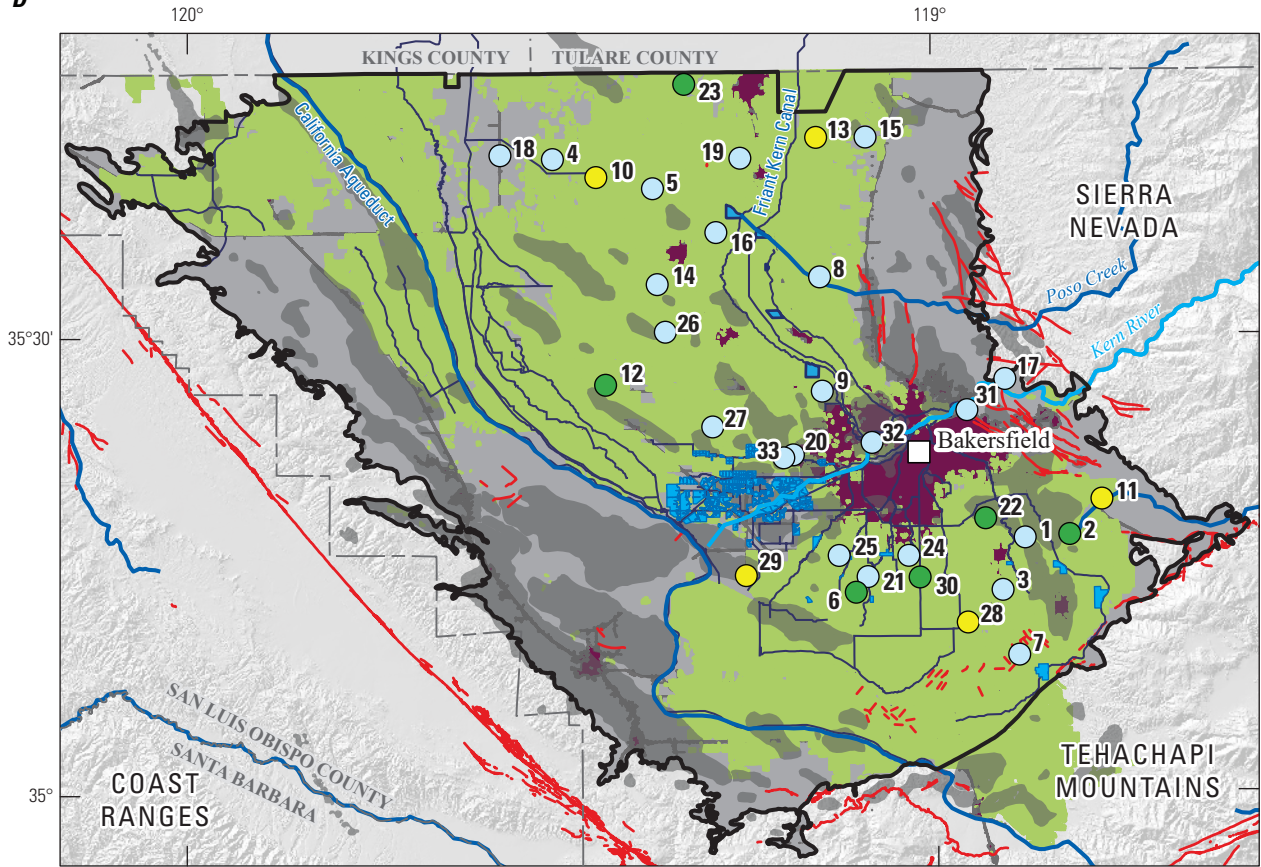 B
120°
119°
KINGS COUNTY
TULARE COUNTY
23
California Aqueduct
Friant Kern Canal
13
15
18
4
19
10
5
SIERRA
NEVADA
16
8
14
Poso Creek
26
Kern River
35°30'
17
12
9
31
27
32
Bakersfield
33
20
11
22
1
2
25
24
29
21
3
6
30
28
7
SAN LUIS OBISPO COUNTY
SANTA BARBARA
TEHACHAPI
MOUNTAINS
COAST
RANGES
35°